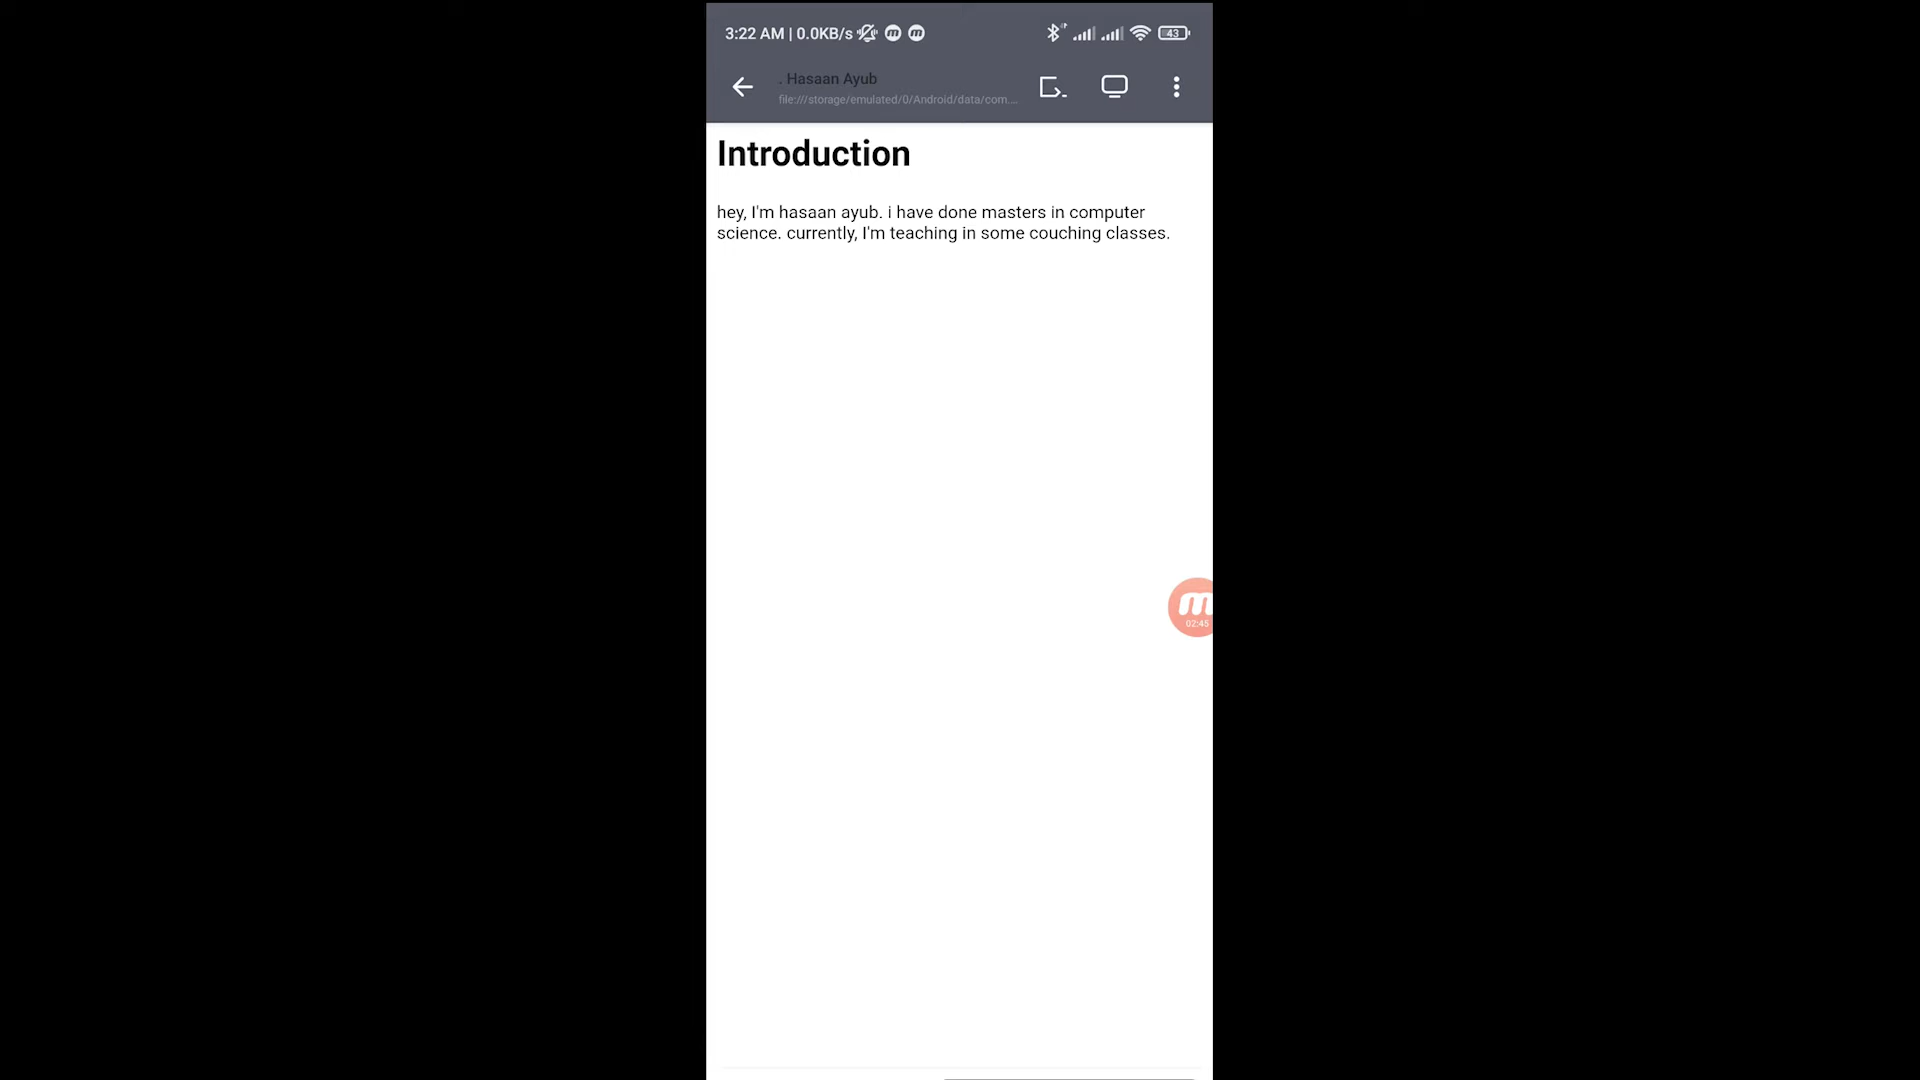 3:22 AM | 0.0KB/s
43
. Hasaan Ayub
file:///storage/emulated/0/Android/data/com....
Introduction
hey, I'm hasaan ayub. i have done masters in computer
science. currently, I'm teaching in some couching classes.
m
02:45